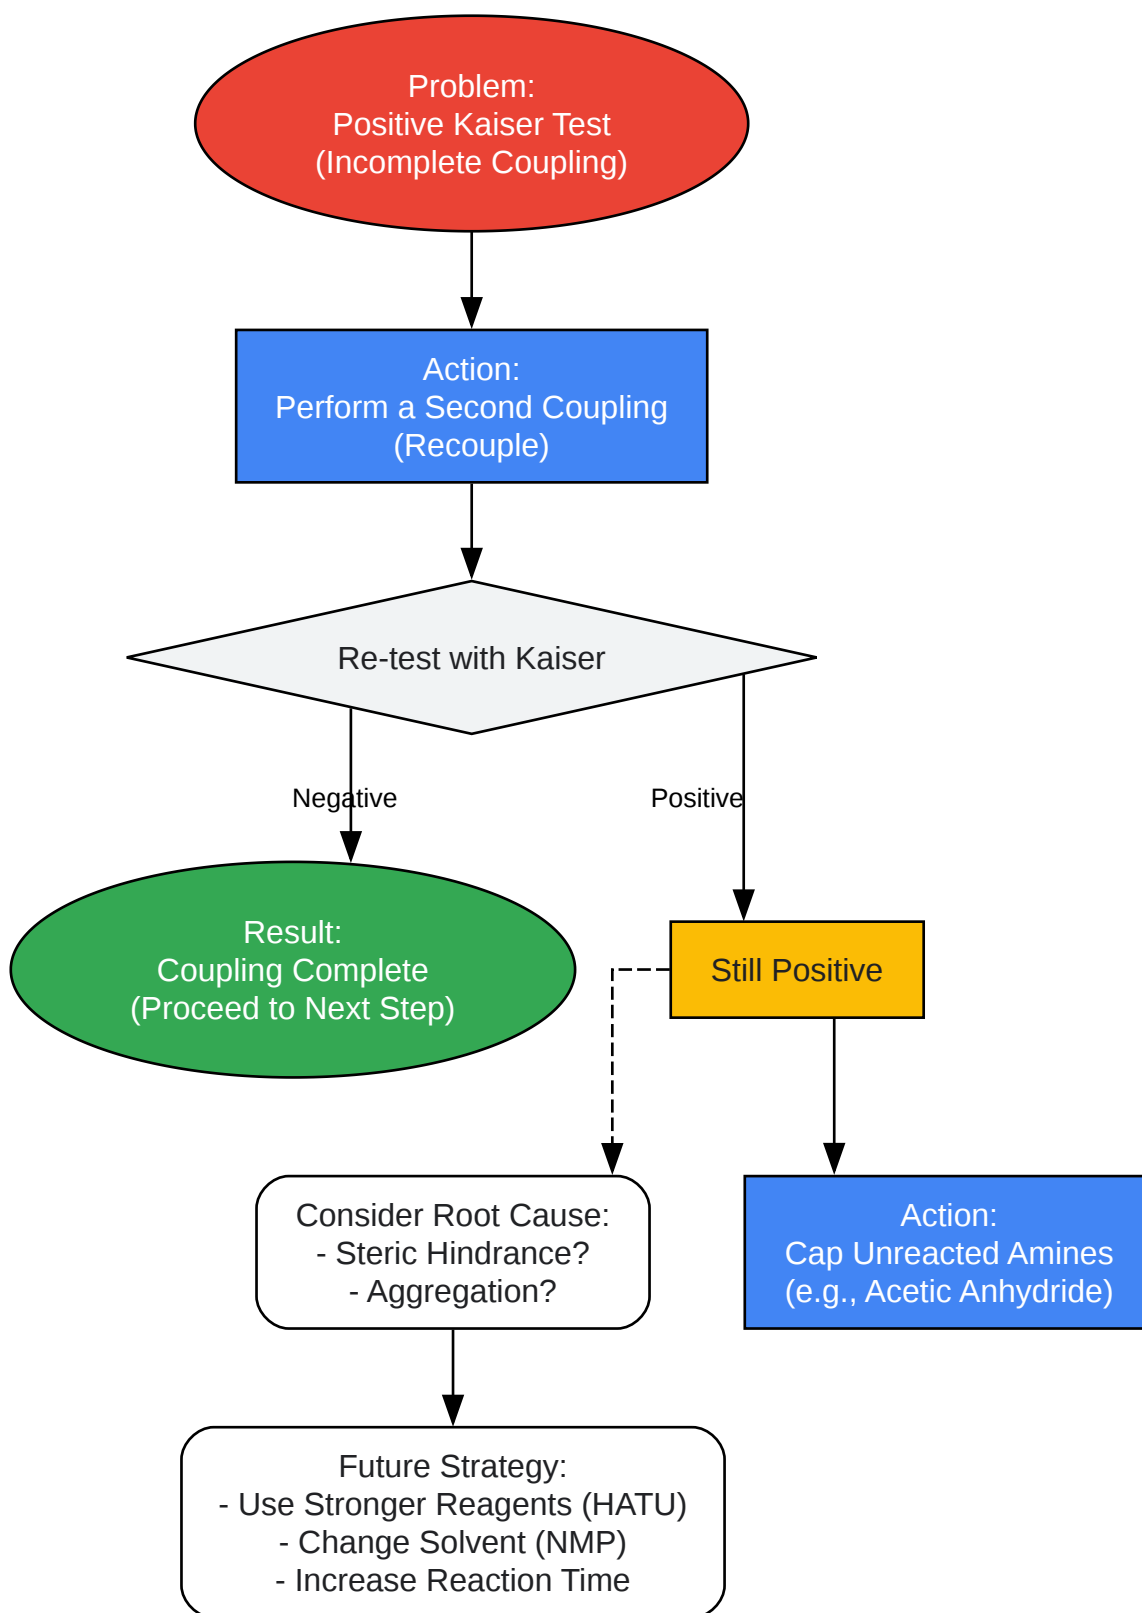 Problem:
Positive Kaiser Test
(Incomplete Coupling)
Action:
Perform a Second Coupling
(Recouple)
Re-test with Kaiser
Negative
Positive
Result:
Coupling Complete
(Proceed to Next Step)
Still Positive
Consider Root Cause:
- Steric Hindrance?
- Aggregation?
Action:
Cap Unreacted Amines
(e.g., Acetic Anhydride)
Future Strategy:
- Use Stronger Reagents (HATU)
- Change Solvent (NMP)
- Increase Reaction Time